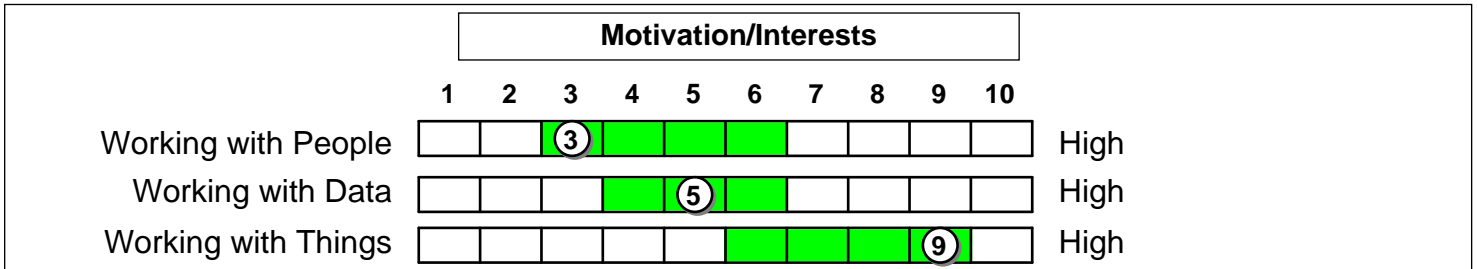 Motivation/Interests
1 2 3 4 5 6 7 8 9 10
Working with People 3 High
Working with Data 5 High
Working with Things 9 High